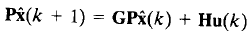 Px̂(k + 1) = GPx̂(k) + Hu(k)